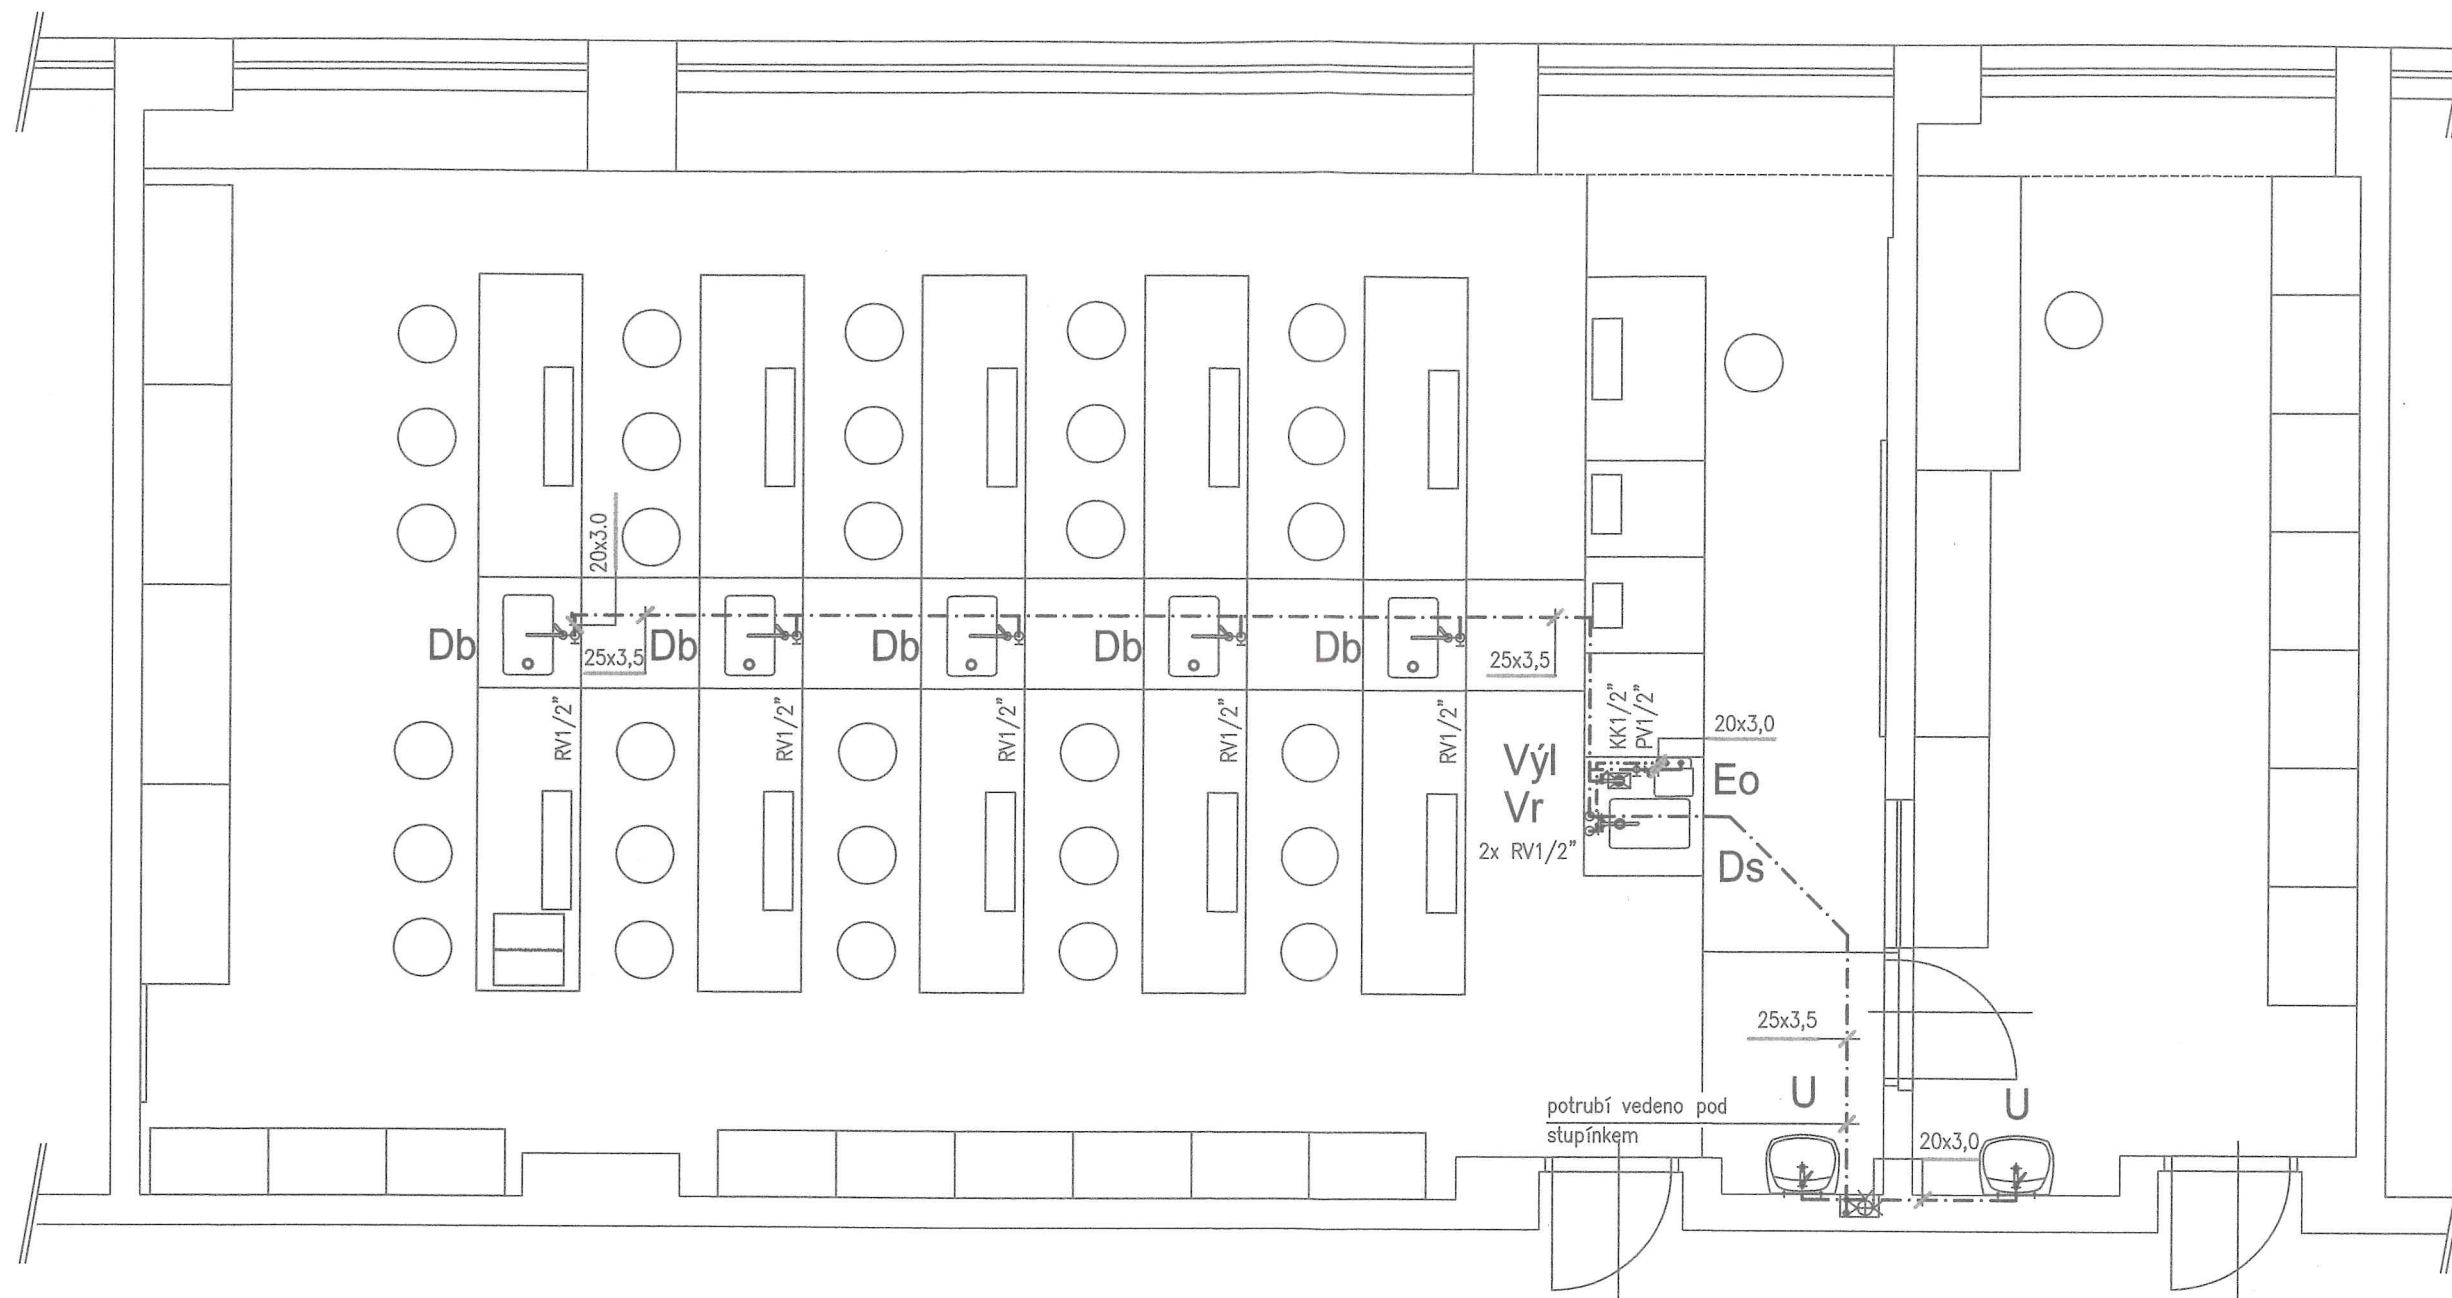 20x3.0
Db
25x3,5
Db
Db
Db
Db
25x3,5
RV1/2"
RV1/2"
RV1/2"
RV1/2"
RV1/2"
KK1/2"
PV1/2"
20x3,0
Výl
Vr
2x RV1/2"
Eo
Ds
25x3,5
U
U
potrubí vedeno pod
stupínkem
20x3,0